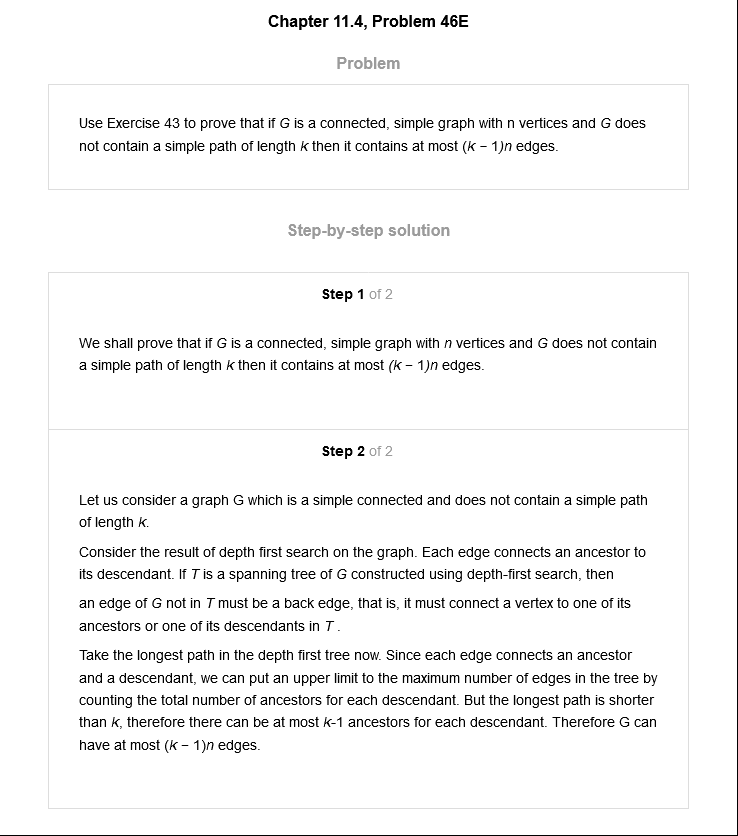 Chapter 11.4, Problem 46E
Problem
Use Exercise 43 to prove that if G is a connected, simple graph with n vertices and G does
not contain a simple path of length k then it contains at most (k − 1)n edges.
Step-by-step solution
Step 1 of 2
We shall prove that if G is a connected, simple graph with n vertices and G does not contain
a simple path of length k then it contains at most (k − 1)n edges.
Step 2 of 2
Let us consider a graph G which is a simple connected and does not contain a simple path
of length k.
Consider the result of depth first search on the graph. Each edge connects an ancestor to
its descendant. If T is a spanning tree of G constructed using depth-first search, then
an edge of G not in T must be a back edge, that is, it must connect a vertex to one of its
ancestors or one of its descendants in T .
Take the longest path in the depth first tree now. Since each edge connects an ancestor
and a descendant, we can put an upper limit to the maximum number of edges in the tree by
counting the total number of ancestors for each descendant. But the longest path is shorter
than k, therefore there can be at most k-1 ancestors for each descendant. Therefore G can
have at most (k − 1)n edges.